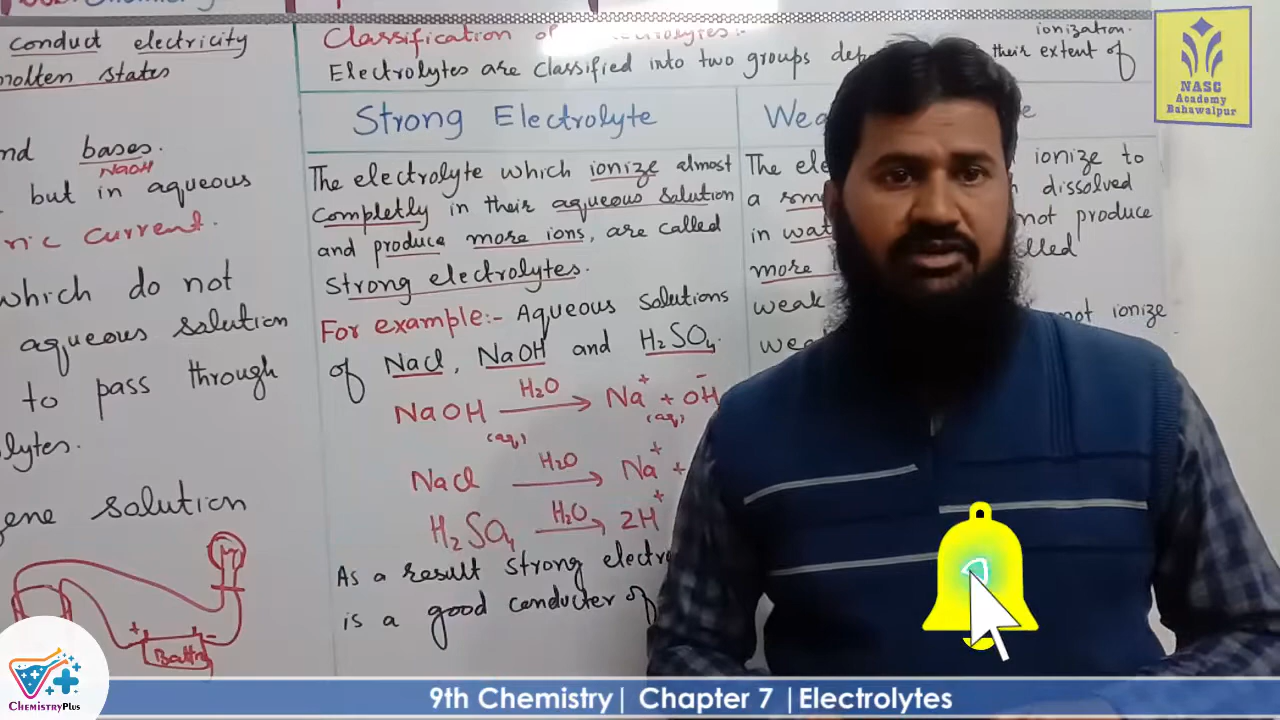 conduct electricity
molten states
nd bases.
NaOH
but in aqueous
ric current.
which do not
aqueous solution
to pass through
lytes.
ene solution
+ -
Battry
Classification of
ionization.
Electrolytes are classified into two groups dep their extent of
Strong Electrolyte
The electrolyte which ionize almost
completly in their aqueous solution
and produce more ions, are called
strong electrolytes.
For example:- Aqueous solutions
of NaCl, NaOH and H2SO4.
NaOH H2O → Na+ + OH-
(aq) (aq)
NaCl H2O → Na+ +
H2SO4 H2O → 2H+
As a result strong electro
is a good conducter of
Wea e
The ele ionize to
a sm dissolved
in wat not produce
more i lled
weak
not ionize
wea
NASC
Academy
Bahawalpur
ChemistryPlus
9th Chemistry| Chapter 7 |Electrolytes